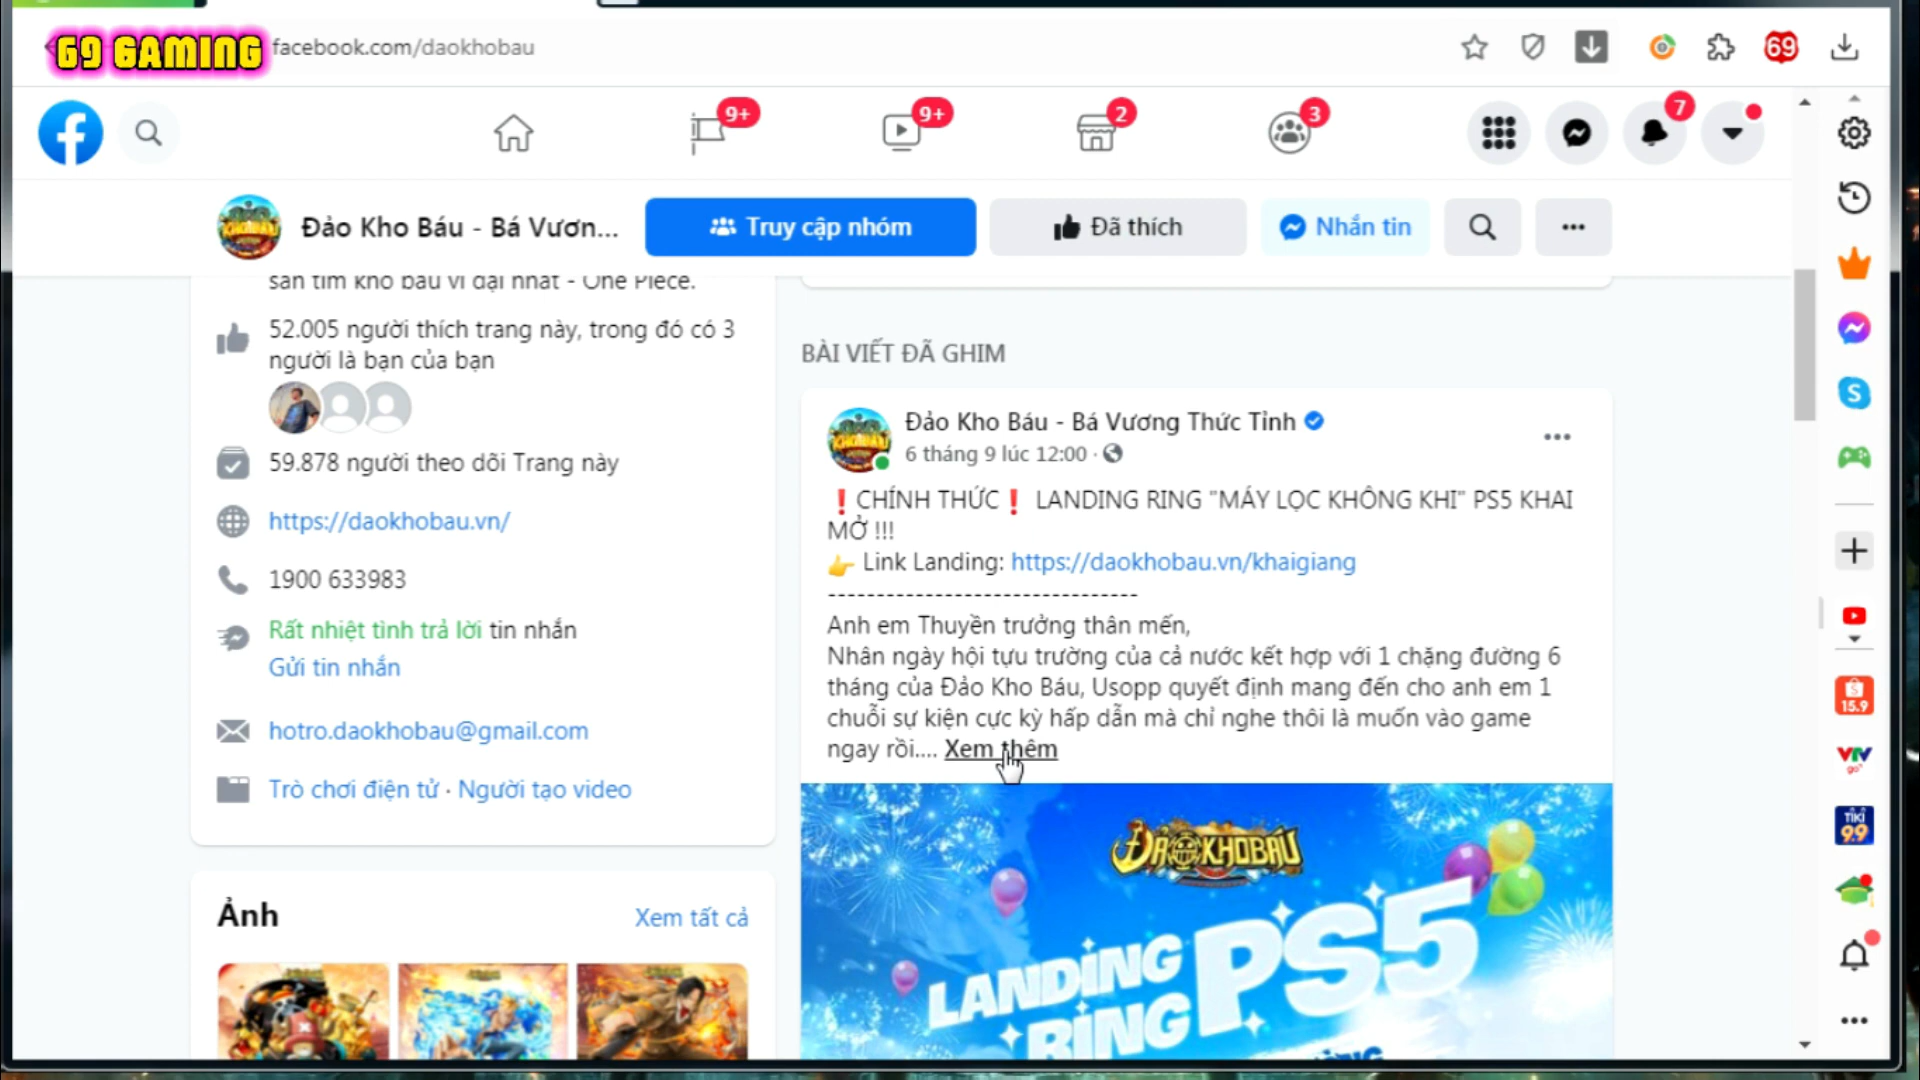 69 GAMING
facebook.com/daokhobau
69
9+
9+
2
3
7
Đảo Kho Báu - Bá Vươn...
Truy cập nhóm
Đã thích
Nhắn tin
săn tìm kho báu vĩ đại nhất - One Piece.
52.005 người thích trang này, trong đó có 3
người là bạn của bạn
59.878 người theo dõi Trang này
https://daokhobau.vn/
1900 633983
Rất nhiệt tình trả lời tin nhắn
Gửi tin nhắn
hotro.daokhobau@gmail.com
Trò chơi điện tử · Người tạo video
Ảnh
Xem tất cả
BÀI VIẾT ĐÃ GHIM
Đảo Kho Báu - Bá Vương Thức Tỉnh
6 tháng 9 lúc 12:00 ·
❗CHÍNH THỨC❗ LANDING RING "MÁY LỌC KHÔNG KHI" PS5 KHAI
MỞ !!!
👉 Link Landing: https://daokhobau.vn/khaigiang
--------------------------------
Anh em Thuyền trưởng thân mến,
Nhân ngày hội tựu trường của cả nước kết hợp với 1 chặng đường 6
tháng của Đảo Kho Báu, Usopp quyết định mang đến cho anh em 1
chuỗi sự kiện cực kỳ hấp dẫn mà chỉ nghe thôi là muốn vào game
ngay rồi.... Xem thêm
ĐẢOKHOBÁU
LANDING
RING PS5
15.9
VTV
go
TIKI
9.9